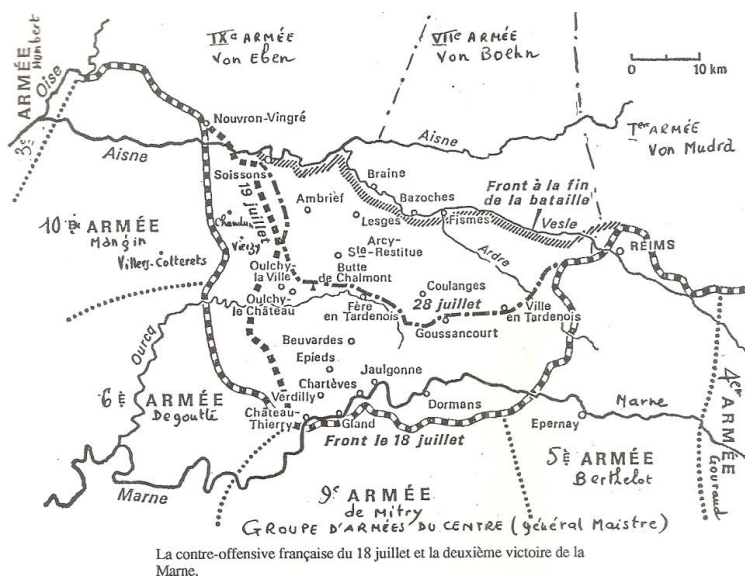 IXe ARMÉE
Von Eben
VIIe ARMÉE
Von Boehn
0 10 km
3e ARMÉE
Humbert
Oise
Nouvron-Vingré
Aisne
Aisne
Ière ARMÉE
Von Mudra
Soissons
19 juillet
Braine
Ambrief
Bazoches
Lesges
Fismes
Front à la fin
de la bataille
Vesle
REIMS
10e ARMÉE
Mangin
Chaudun
Vierzy
Villers-Cotterets
Arcy-
Ste-Restitue
Ardre
Oulchy-
la Ville
Butte
de Chalmont
Oulchy-
le-Château
Coulanges
28 juillet
Fère
en Tardenois
Ville
en Tardenois
Goussancourt
Ourcq
Beuvardes
Epieds
Jaulgonne
Chartèves
Verdilly
Marne
6è ARMÉE
Degoutte
Château-
Thierry
Gland
Dormans
Epernay
Front le 18 juillet
4er ARMÉE
Gouraud
5È ARMÉE
Berthelot
Marne
9e ARMÉE
de Mitry
GROUPE D'ARMÉES DU CENTRE (général Maistre)
La contre-offensive française du 18 juillet et la deuxième victoire de la
Marne.